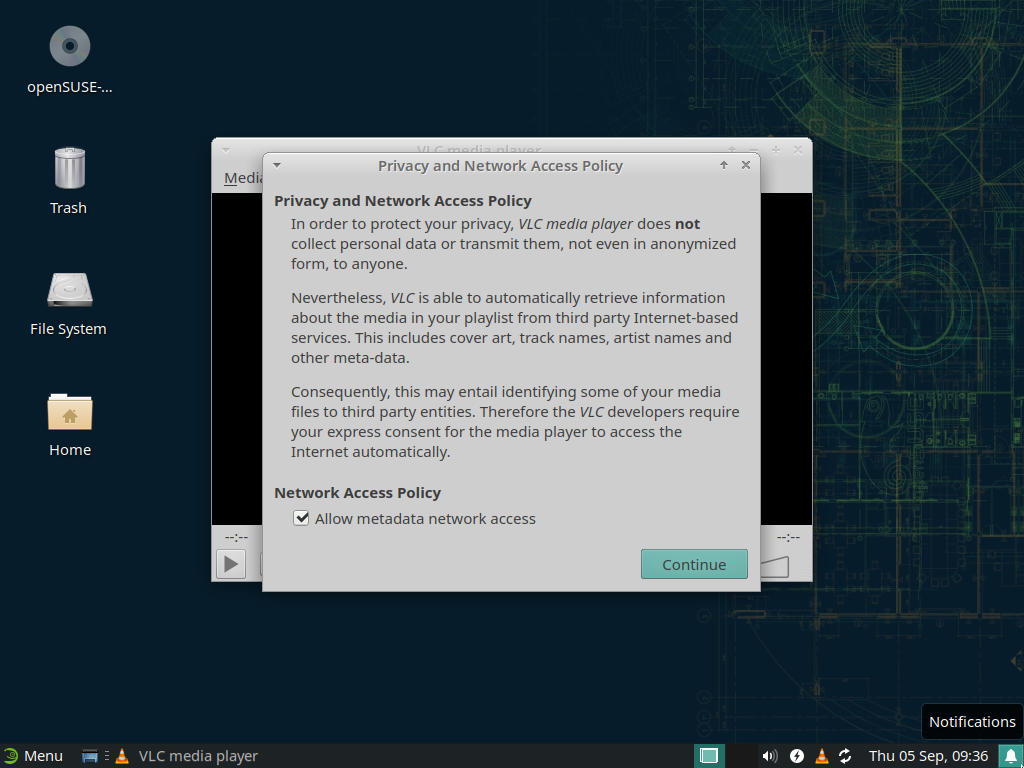 openSUSE-...
Trash
File System
Home
VLC media player
Media
Privacy and Network Access Policy
Privacy and Network Access Policy
In order to protect your privacy, VLC media player does not
collect personal data or transmit them, not even in anonymized
form, to anyone.
Nevertheless, VLC is able to automatically retrieve information
about the media in your playlist from third party Internet-based
services. This includes cover art, track names, artist names and
other meta-data.
Consequently, this may entail identifying some of your media
files to third party entities. Therefore the VLC developers require
your express consent for the media player to access the
Internet automatically.
Network Access Policy
Allow metadata network access
--:--
--:--
Continue
Notifications
Menu
VLC media player
Thu 05 Sep, 09:36